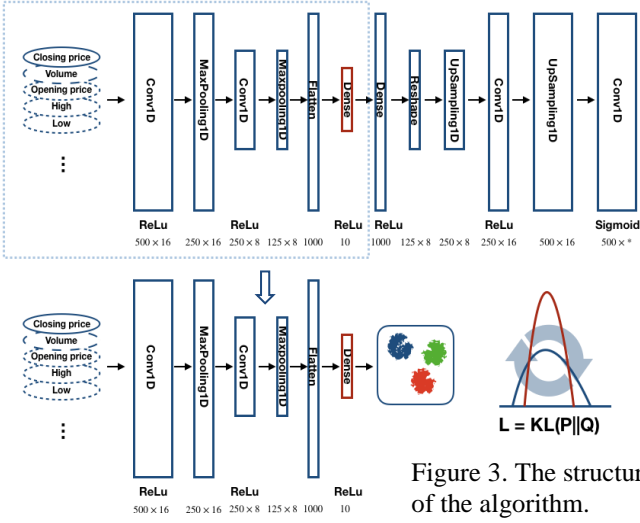 Closing price
Volume
Opening price
High
Low
⋮
Conv1D
MaxPooling1D
Conv1D
Maxpooling1D
Flatten
Dense
Dense
Reshape
UpSampling1D
Conv1D
UpSampling1D
Conv1D
ReLu ReLu ReLu ReLu ReLu Sigmoid
500 × 16 250 × 16 250 × 8 125 × 8 1000 10 1000 125 × 8 250 × 8 250 × 16 500 × 16 500 × *
Closing price
Volume
Opening price
High
Low
⋮
Conv1D
MaxPooling1D
Conv1D
Maxpooling1D
Flatten
Dense
L = KL(P||Q)
ReLu ReLu ReLu
500 × 16 250 × 16 250 × 8 125 × 8 1000 10
Figure 3. The structu
of the algorithm.